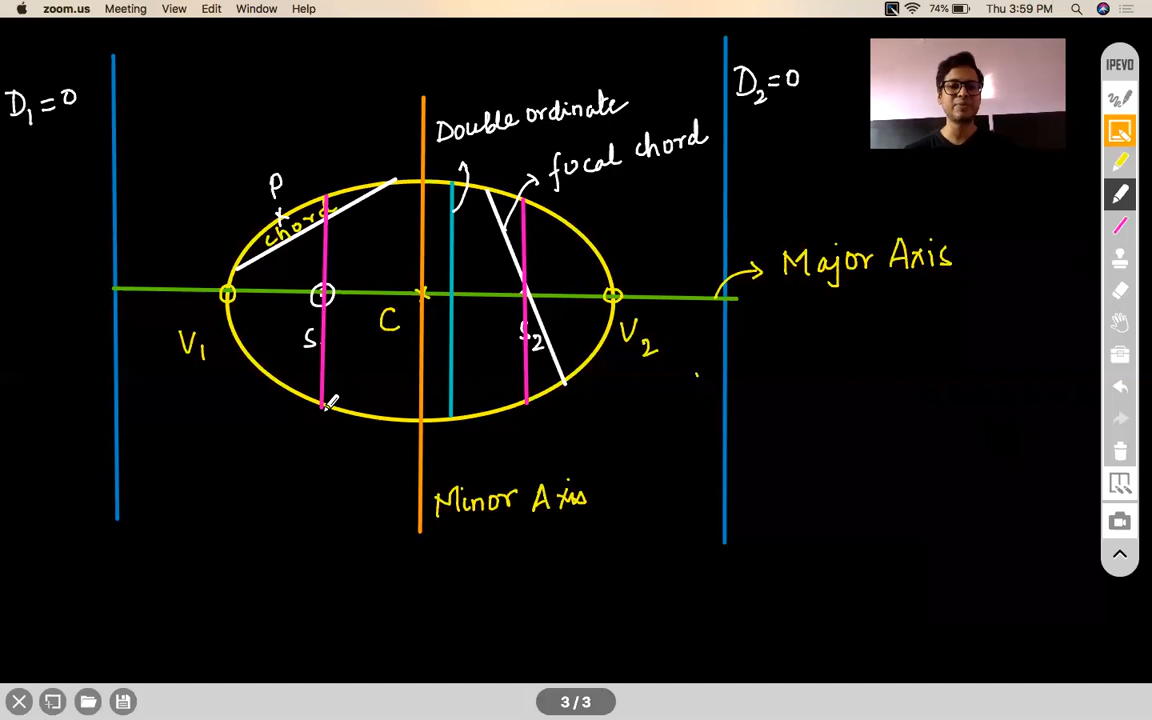 zoom.us Meeting View Edit Window Help 74% Thu 3:59 PM
IPEVO
D₁=0
D₂=0
Double ordinate
focal chord
P
chord
Major Axis
C
S
S₂
V₁
V₂
Minor Axis
3/3